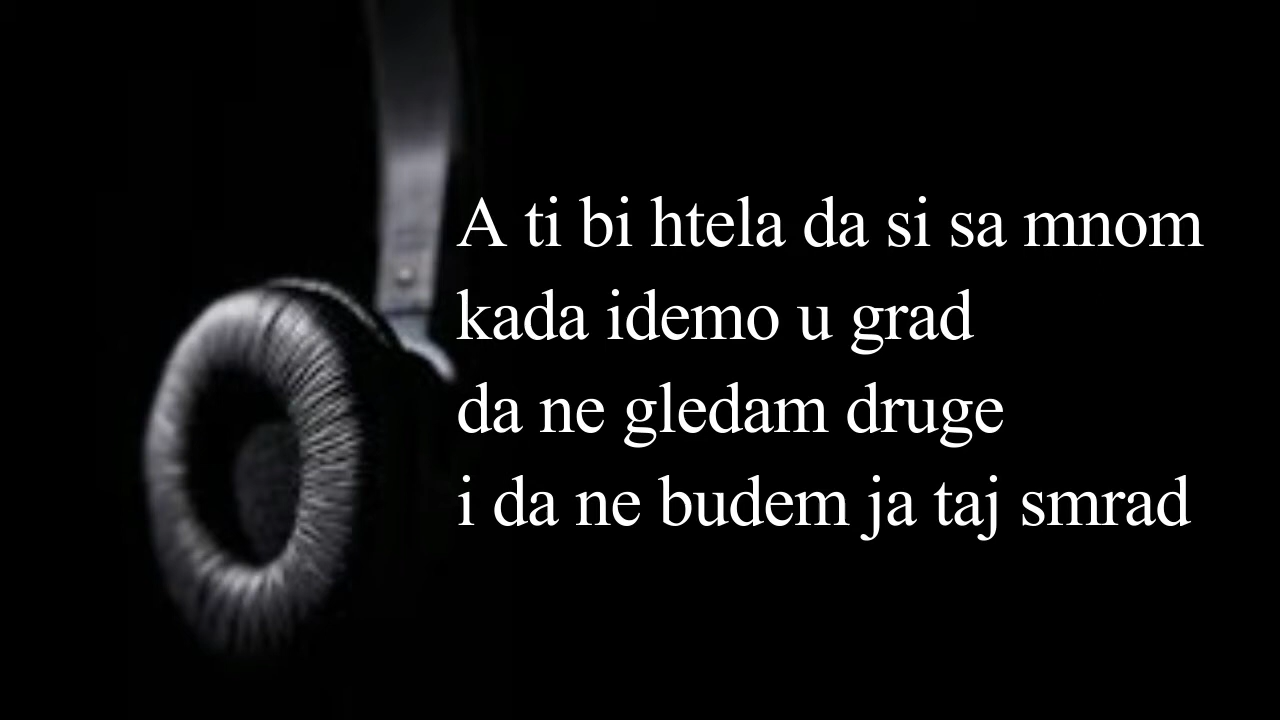 A ti bi htela da si sa mnom
kada idemo u grad
da ne gledam druge
i da ne budem ja taj smrad